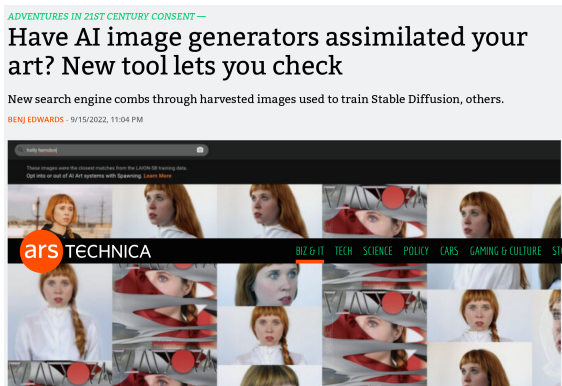 ADVENTURES IN 21ST CENTURY CONSENT —
Have AI image generators assimilated your
art? New tool lets you check
New search engine combs through harvested images used to train Stable Diffusion, others.
BENJ EDWARDS - 9/15/2022, 11:04 PM
holly herndon
These images were the closest matches from the LAION-5B training data.
Opt into or out of AI Art systems with Spawning. Learn More
ars TECHNICA
BIZ & IT TECH SCIENCE POLICY CARS GAMING & CULTURE ST